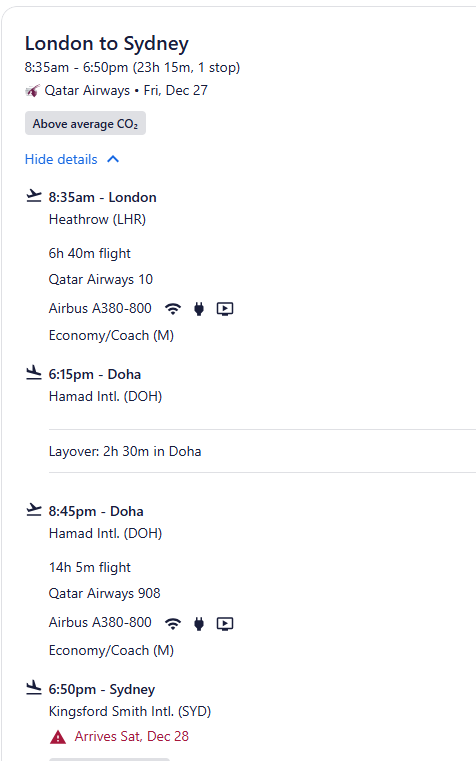 London to Sydney
8:35am - 6:50pm (23h 15m, 1 stop)
Qatar Airways • Fri, Dec 27
Above average CO₂
Hide details
8:35am - London
Heathrow (LHR)
6h 40m flight
Qatar Airways 10
Airbus A380-800
Economy/Coach (M)
6:15pm - Doha
Hamad Intl. (DOH)
Layover: 2h 30m in Doha
8:45pm - Doha
Hamad Intl. (DOH)
14h 5m flight
Qatar Airways 908
Airbus A380-800
Economy/Coach (M)
6:50pm - Sydney
Kingsford Smith Intl. (SYD)
Arrives Sat, Dec 28